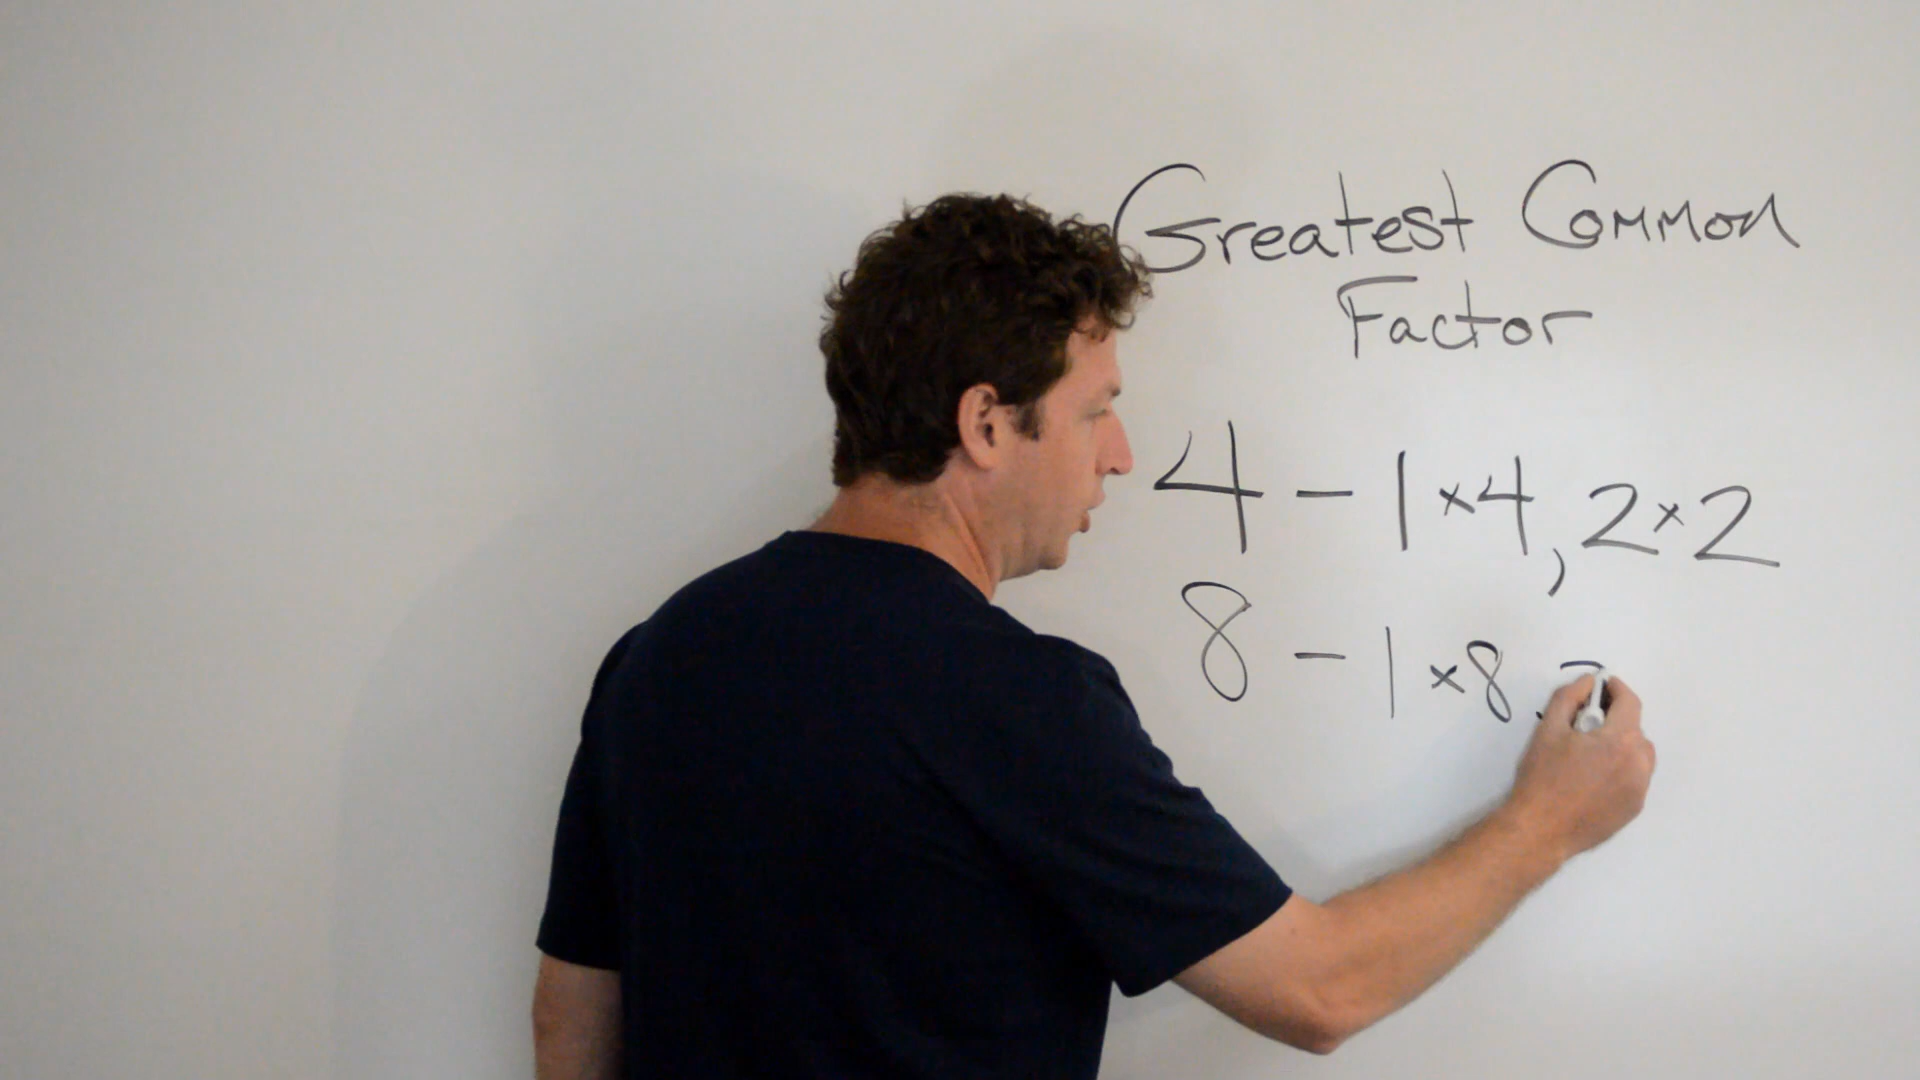 Greatest Common
Factor
4 - 1 × 4, 2 × 2
8 - 1 × 8,